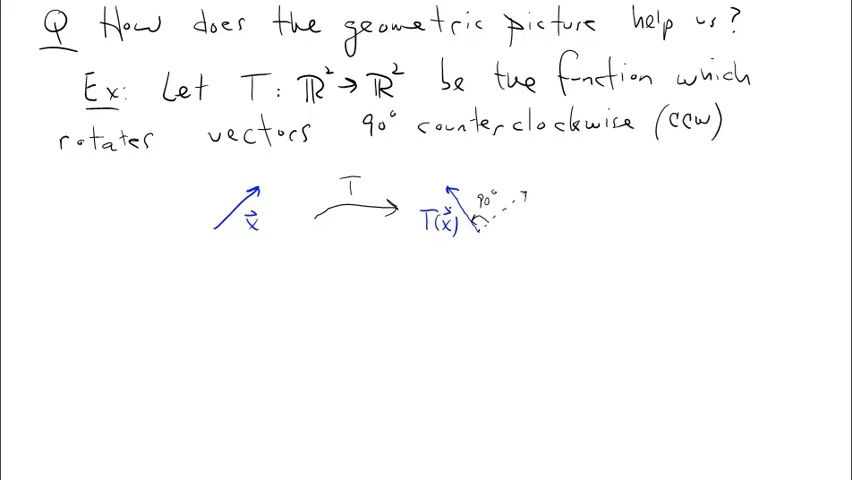 Q How does the geometric picture help us?
Ex: Let T: ℝ² → ℝ² be the function which
rotates vectors 90° counterclockwise (CCW)
x⃗ T T(x⃗) 90°